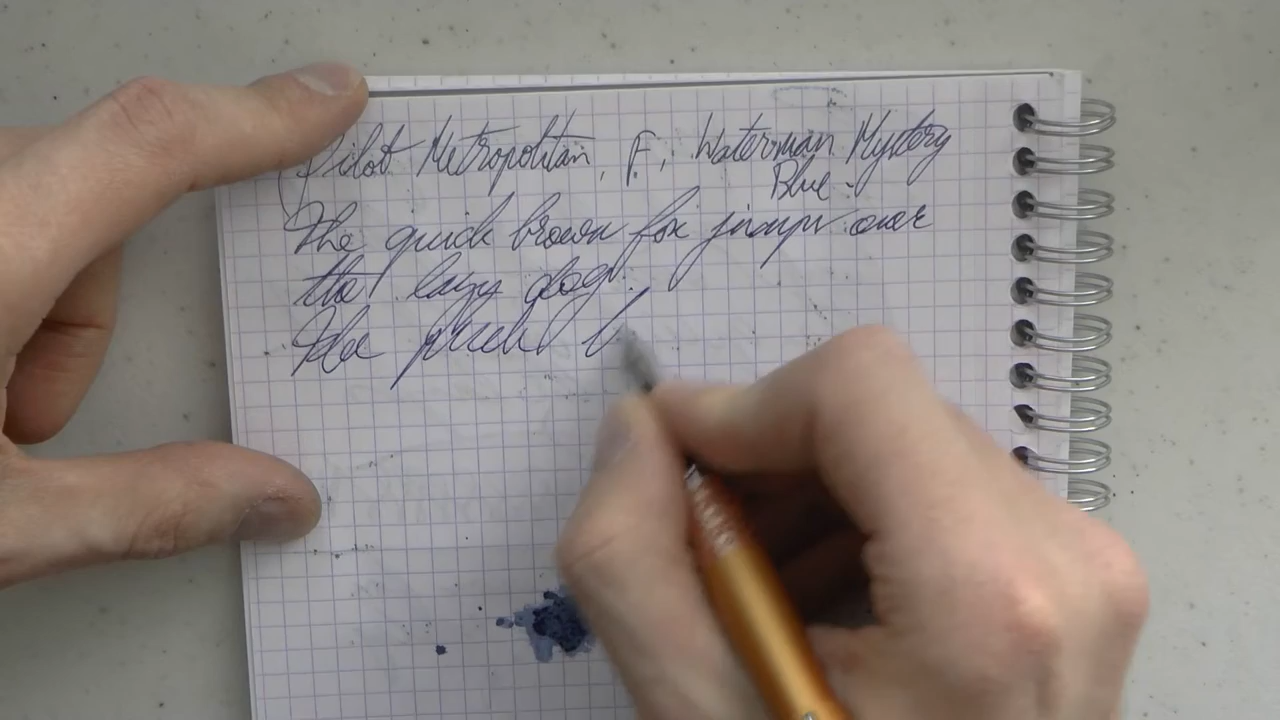 Pilot Metropolitan, F, Waterman Mystery
Blue.
The quick brown fox jumps over
the lazy dog.
The quick b